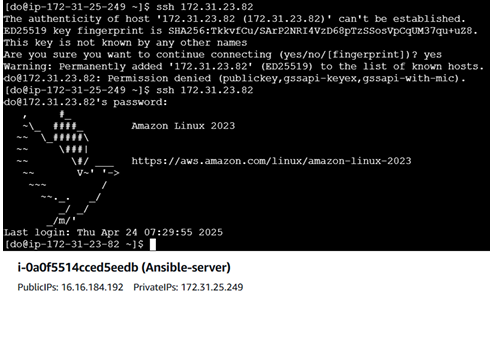 [do@ip-172-31-25-249 ~]$ ssh 172.31.23.82
The authenticity of host '172.31.23.82 (172.31.23.82)' can't be established.
ED25519 key fingerprint is SHA256:TkkvfCu/SArP2NRI4VzD68pTzSSosVpCqUM37qu+uZ8.
This key is not known by any other names
Are you sure you want to continue connecting (yes/no/[fingerprint])? yes
Warning: Permanently added '172.31.23.82' (ED25519) to the list of known hosts.
do@172.31.23.82: Permission denied (publickey,gssapi-keyex,gssapi-with-mic).
[do@ip-172-31-25-249 ~]$ ssh 172.31.23.82
do@172.31.23.82's password:
   ,     #_
   ~\_  ####_        Amazon Linux 2023
  ~~  \_#####\
  ~~     \###|
  ~~       \#/ ___   https://aws.amazon.com/linux/amazon-linux-2023
   ~~       V~' '->
    ~~~         /
      ~~._.   _/
         _/ _/
       _/m/'
Last login: Thu Apr 24 07:29:55 2025
[do@ip-172-31-23-82 ~]$
i-0a0f5514cced5eedb (Ansible-server)
PublicIPs: 16.16.184.192 PrivateIPs: 172.31.25.249